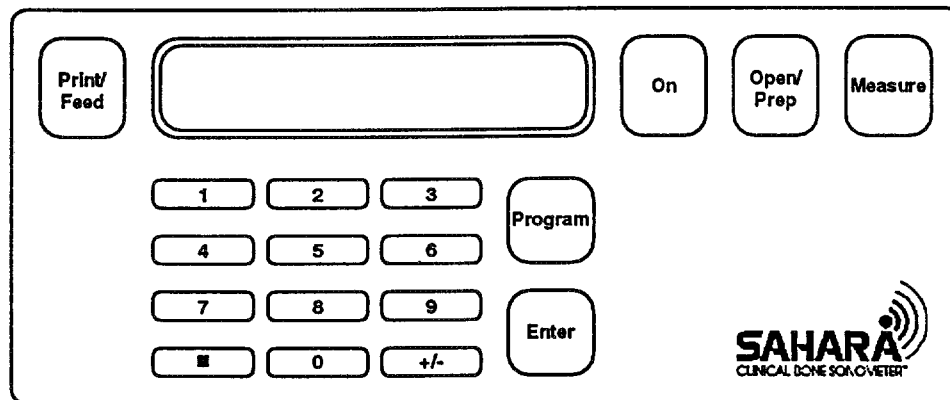 Print/
Feed
On
Open/
Prep
Measure
1 2 3
Program
4 5 6
7 8 9
Enter
■ 0 +/-
SAHARA
CLINICAL BONE SONOMETER™